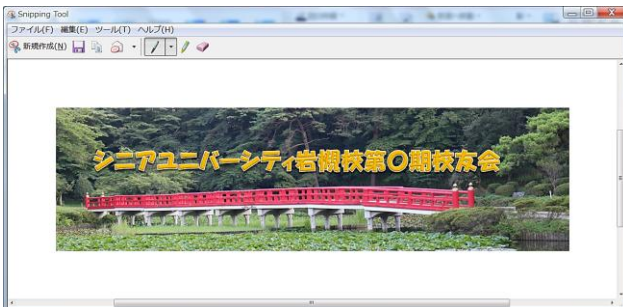 Snipping Tool
ファイル(F) 編集(E) ツール(T) ヘルプ(H)
新規作成(N)
シニアユニバーシティ岩槻校第〇期校友会